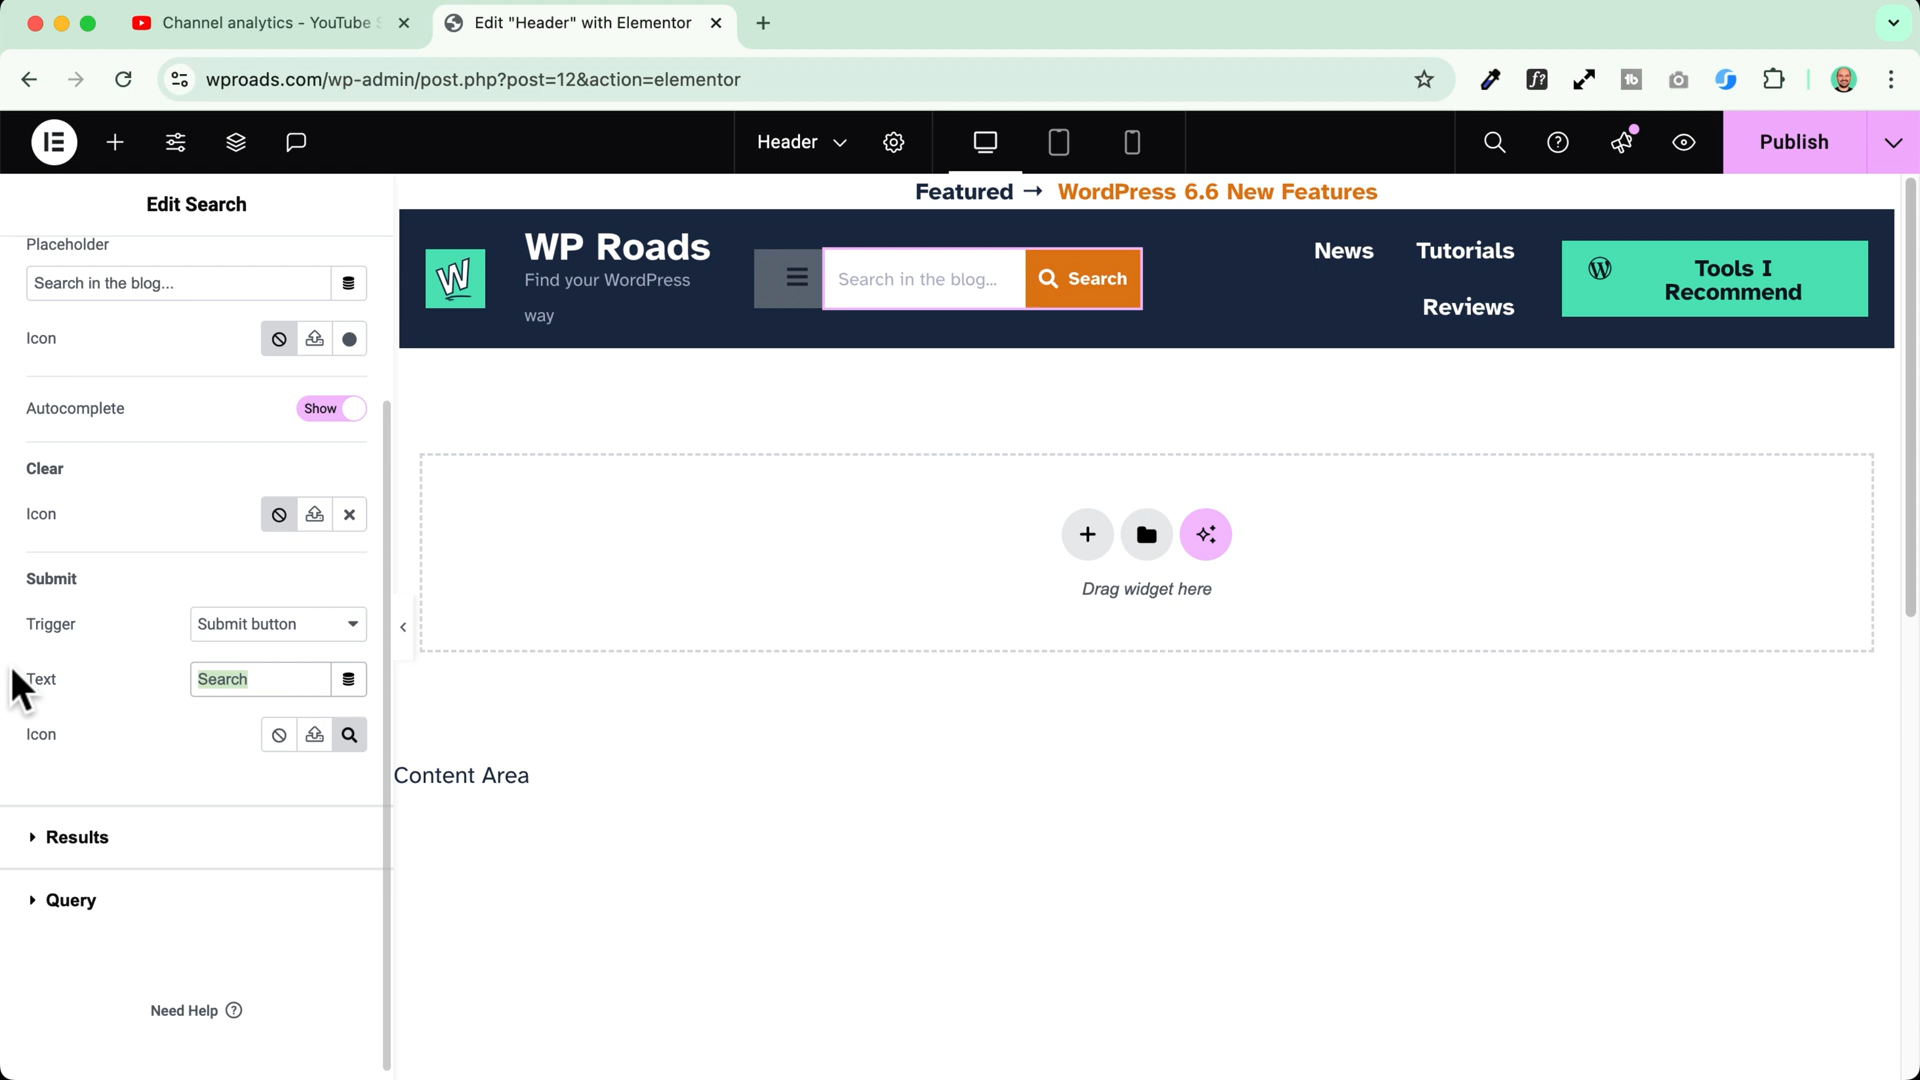 Channel analytics - YouTube S
Edit "Header" with Elementor
wproads.com/wp-admin/post.php?post=12&action=elementor
Header
Publish
Edit Search
Placeholder
Search in the blog...
Icon
Autocomplete
Show
Clear
Icon
Submit
Trigger
Submit button
Text
Search
Icon
Results
Query
Need Help
Featured → WordPress 6.6 New Features
W
WP Roads
Find your WordPress
way
Search in the blog...
Search
News
Tutorials
Reviews
Tools I
Recommend
Drag widget here
Content Area